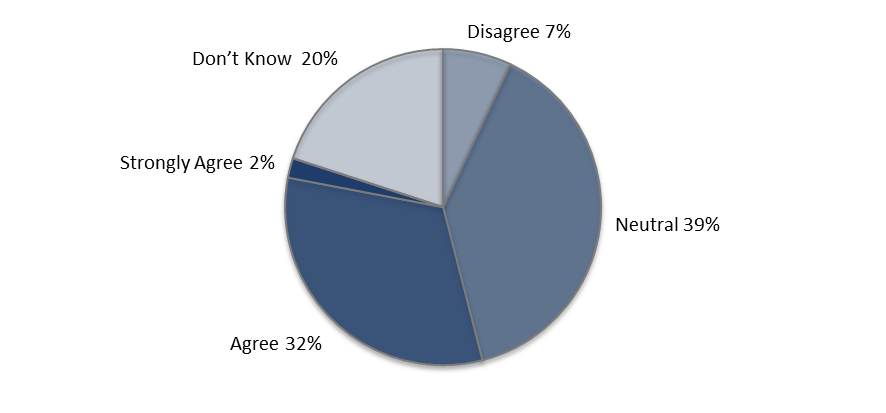 Disagree 7%
Don’t Know  20%
Strongly Agree 2%
Neutral 39%
Agree 32%